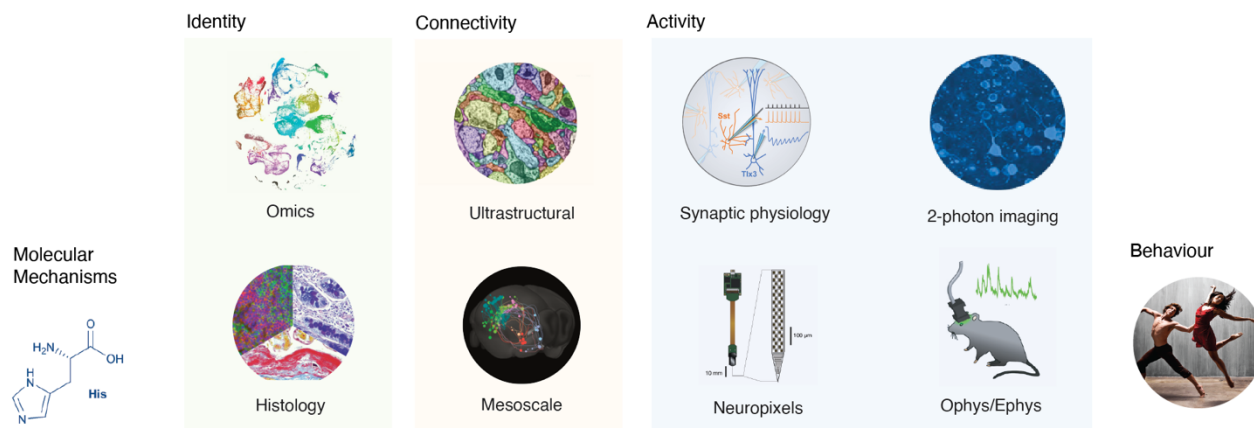 Identity
Connectivity
Activity
Sst
Tlx3
Omics
Ultrastructural
Synaptic physiology
2-photon imaging
Molecular
Mechanisms
Behaviour
O
H₂N
OH
NH
His
N
100 µm
10 mm
Histology
Mesoscale
Neuropixels
Ophys/Ephys